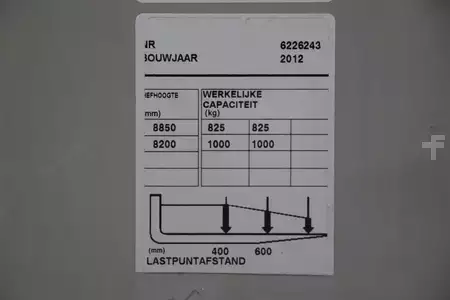 NR 6226243
BOUWJAAR 2012
HEFHOOGTE WERKELIJKE
CAPACITEIT
(mm) (kg)
8850 825 825
8200 1000 1000
(mm) 400 600
LASTPUNTAFSTAND